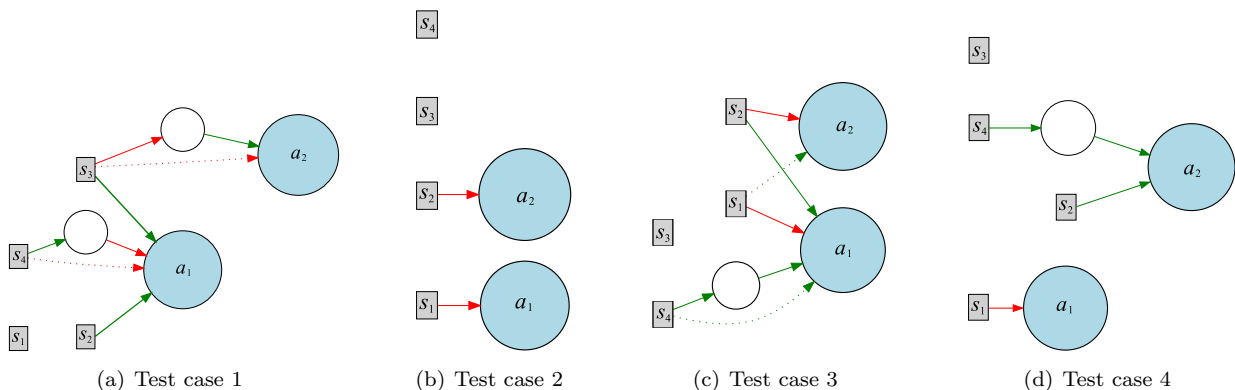 s₃
a₂
s₄
a₁
s₁
s₂
(a) Test case 1
s₄
s₃
s₂
a₂
s₁
a₁
(b) Test case 2
s₂
a₂
s₁
s₃
a₁
s₄
(c) Test case 3
s₃
s₄
a₂
s₂
s₁
a₁
(d) Test case 4